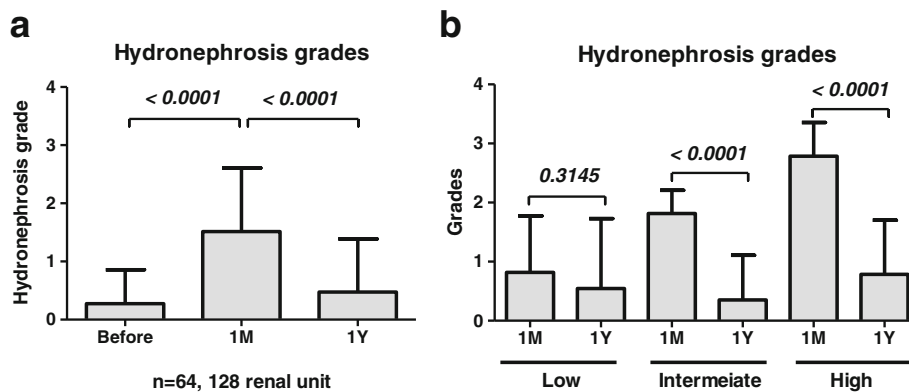 a
Hydronephrosis grades
Hydronephrosis grade
4
3
2
1
0
< 0.0001
< 0.0001
Before
1M
1Y
n=64, 128 renal unit
b
Hydronephrosis grades
Grades
4
3
2
1
0
0.3145
< 0.0001
< 0.0001
1M
1Y
1M
1Y
1M
1Y
Low
Intermeiate
High